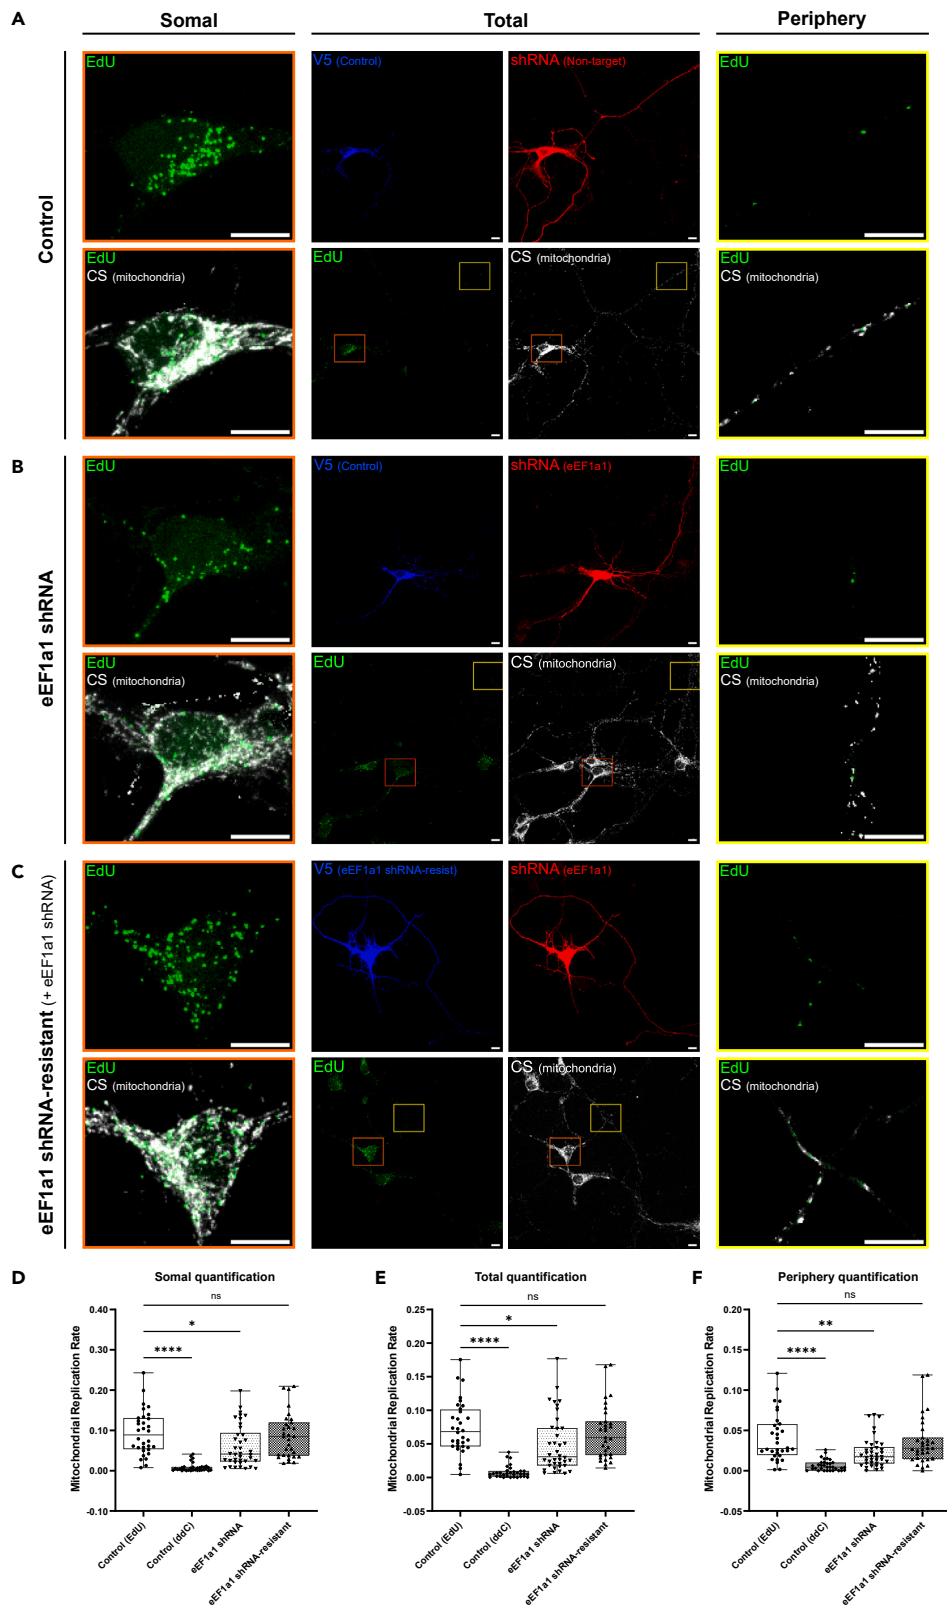 A
Somal
Total
Periphery
Control
EdU
V5 (Control)
shRNA (Non-target)
EdU
EdU
CS (mitochondria)
EdU
CS (mitochondria)
EdU
CS (mitochondria)
B
eEF1a1 shRNA
EdU
V5 (Control)
shRNA (eEF1a1)
EdU
EdU
CS (mitochondria)
EdU
CS (mitochondria)
EdU
CS (mitochondria)
C
eEF1a1 shRNA-resistant (+ eEF1a1 shRNA)
EdU
V5 (eEF1a1 shRNA-resist)
shRNA (eEF1a1)
EdU
EdU
CS (mitochondria)
EdU
CS (mitochondria)
EdU
CS (mitochondria)
D
Somal quantification
Mitochondrial Replication Rate
0.40
0.30
0.20
0.10
0.00
-0.10
ns
*
****
Control (EdU)
Control (ddC)
eEF1a1 shRNA
eEF1a1 shRNA-resistant
E
Total quantification
Mitochondrial Replication Rate
0.25
0.20
0.15
0.10
0.05
0.00
-0.05
ns
*
****
Control (EdU)
Control (ddC)
eEF1a1 shRNA
eEF1a1 shRNA-resistant
F
Periphery quantification
Mitochondrial Replication Rate
0.20
0.15
0.10
0.05
0.00
-0.05
ns
**
****
Control (EdU)
Control (ddC)
eEF1a1 shRNA
eEF1a1 shRNA-resistant